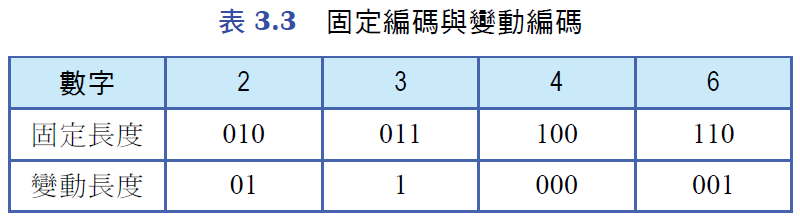 表 3.3 固定編碼與變動編碼
數字 2 3 4 6
固定長度 010 011 100 110
變動長度 01 1 000 001